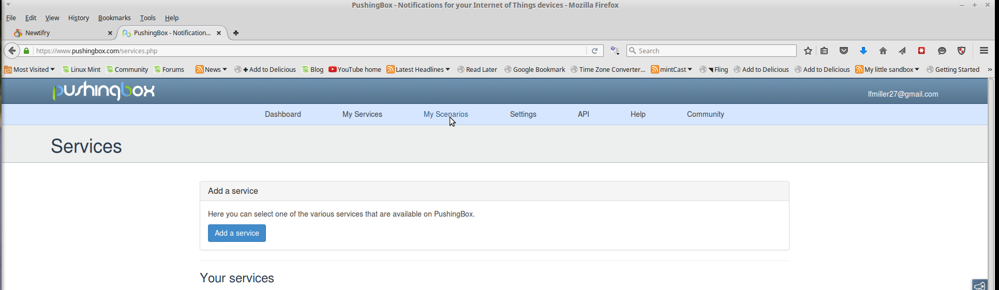 PushingBox - Notifications for your Internet of Things devices - Mozilla Firefox
File Edit View History Bookmarks Tools Help
Newtifry PushingBox - Notification...
https://www.pushingbox.com/services.php Search
Most Visited Linux Mint Community Forums News + Add to Delicious Blog YouTube home Latest Headlines Read Later Google Bookmark Time Zone Converter... mintCast Fling Add to Delicious Add to Delicious My little sandbox Getting Started »
pushingbox lfmiller27@gmail.com
Dashboard My Services My Scenarios Settings API Help Community
Services
Add a service
Here you can select one of the various services that are available on PushingBox.
Add a service
Your services